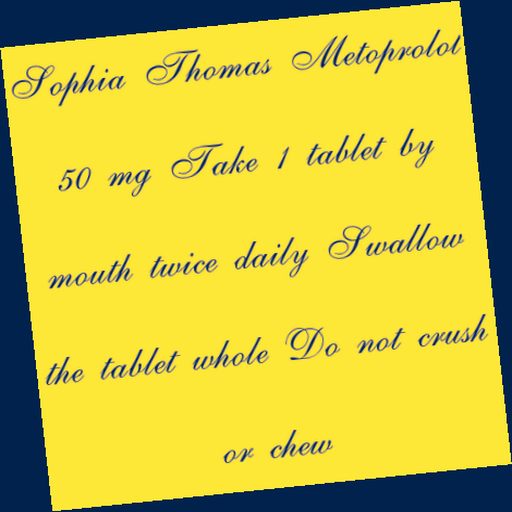 Sophia Thomas Metoprolol
50 mg Take 1 tablet by
mouth twice daily Swallow
the tablet whole Do not crush
or chew